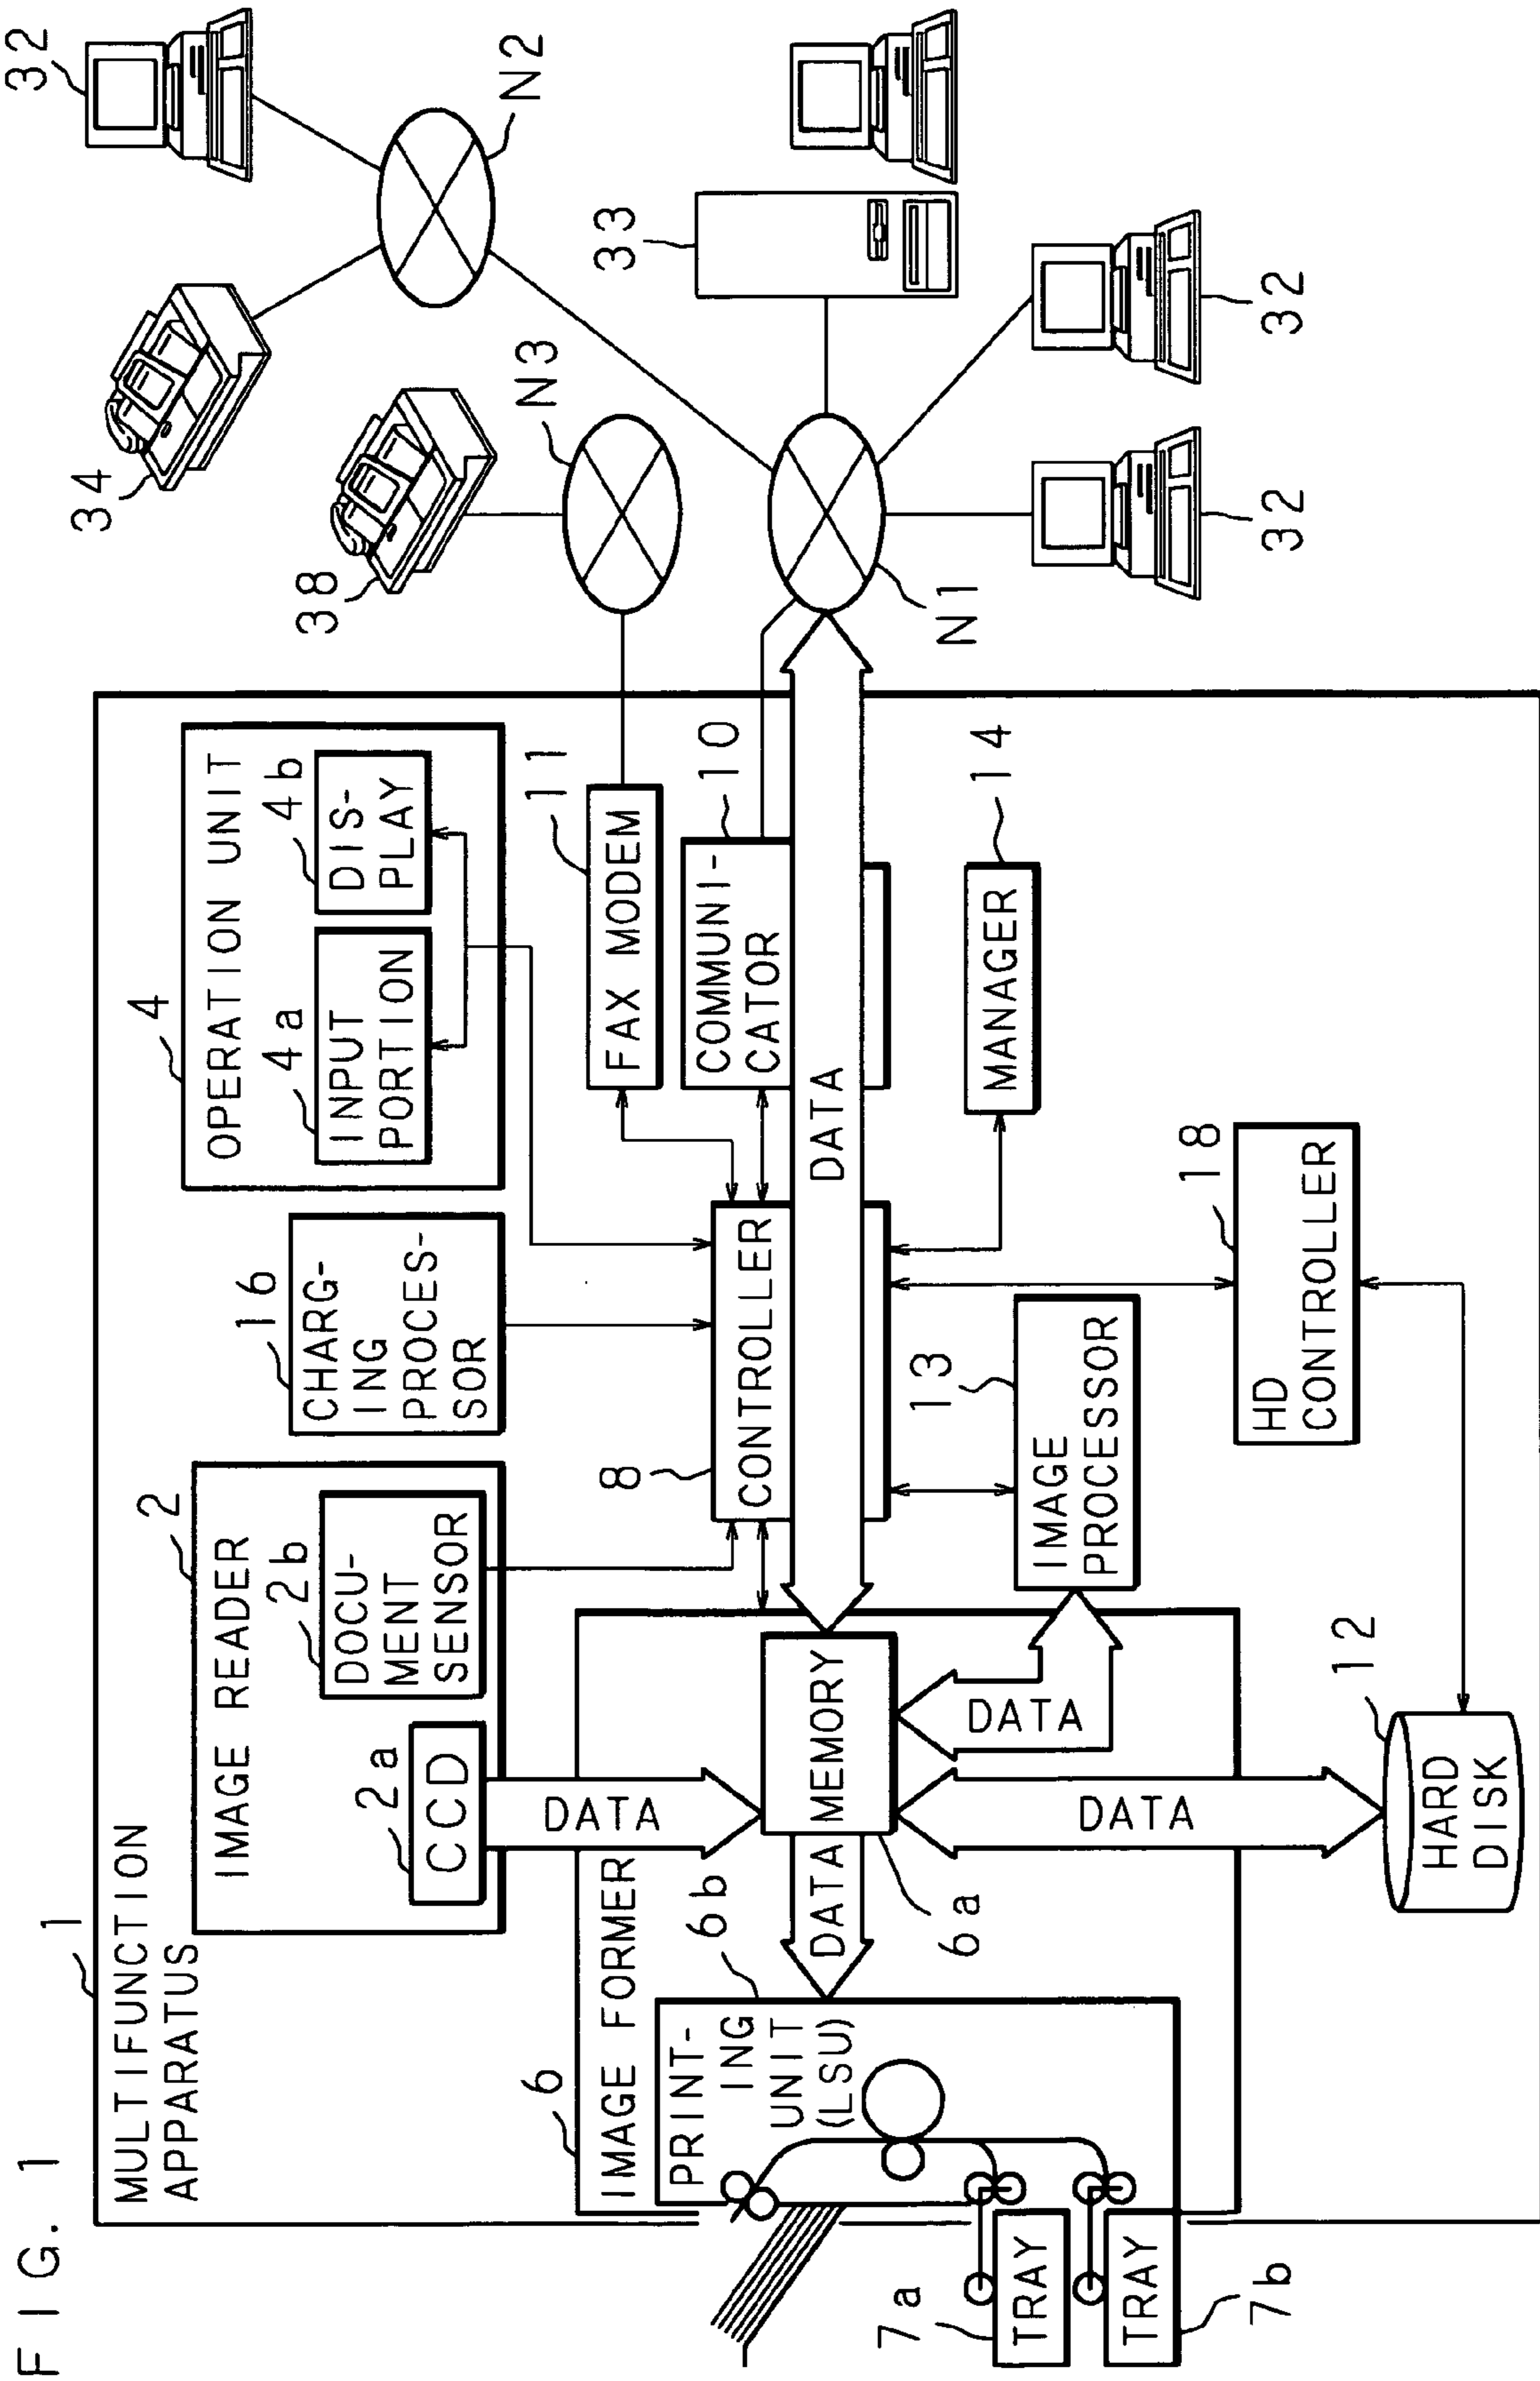 FIG. 1
1
MULTIFUNCTION
APPARATUS
2
IMAGE READER
2a
CCD
2b
DOCU-
MENT
SENSOR
16
CHARG-
ING
PROCES-
SOR
4
OPERATION UNIT
4a
INPUT
PORTION
4b
DIS-
PLAY
34
32
38
N3
N2
11
FAX MODEM
10
COMMUNI-
CATOR
8
CONTROLLER
DATA
33
N1
32
32
14
MANAGER
13
IMAGE
PROCESSOR
18
HD
CONTROLLER
6
IMAGE FORMER
DATA
MEMORY
6a
DATA
DATA
DATA
6b
PRINT-
ING
UNIT
(LSU)
12
HARD
DISK
7a
TRAY
7b
TRAY